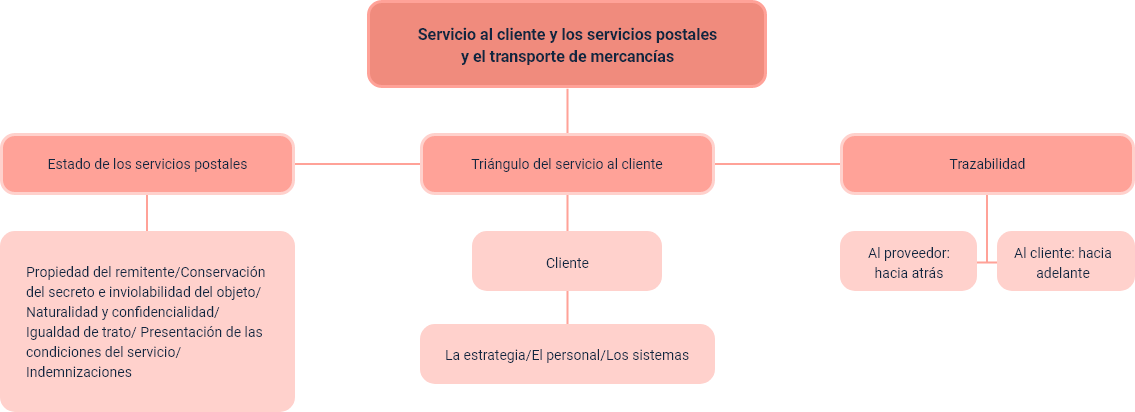 Servicio al cliente y los servicios postales
y el transporte de mercancías
Estado de los servicios postales
Triángulo del servicio al cliente
Trazabilidad
Propiedad del remitente/Conservación
del secreto e inviolabilidad del objeto/
Naturalidad y confidencialidad/
Igualdad de trato/ Presentación de las
condiciones del servicio/
Indemnizaciones
Cliente
La estrategia/El personal/Los sistemas
Al proveedor:
hacia atrás
Al cliente: hacia
adelante